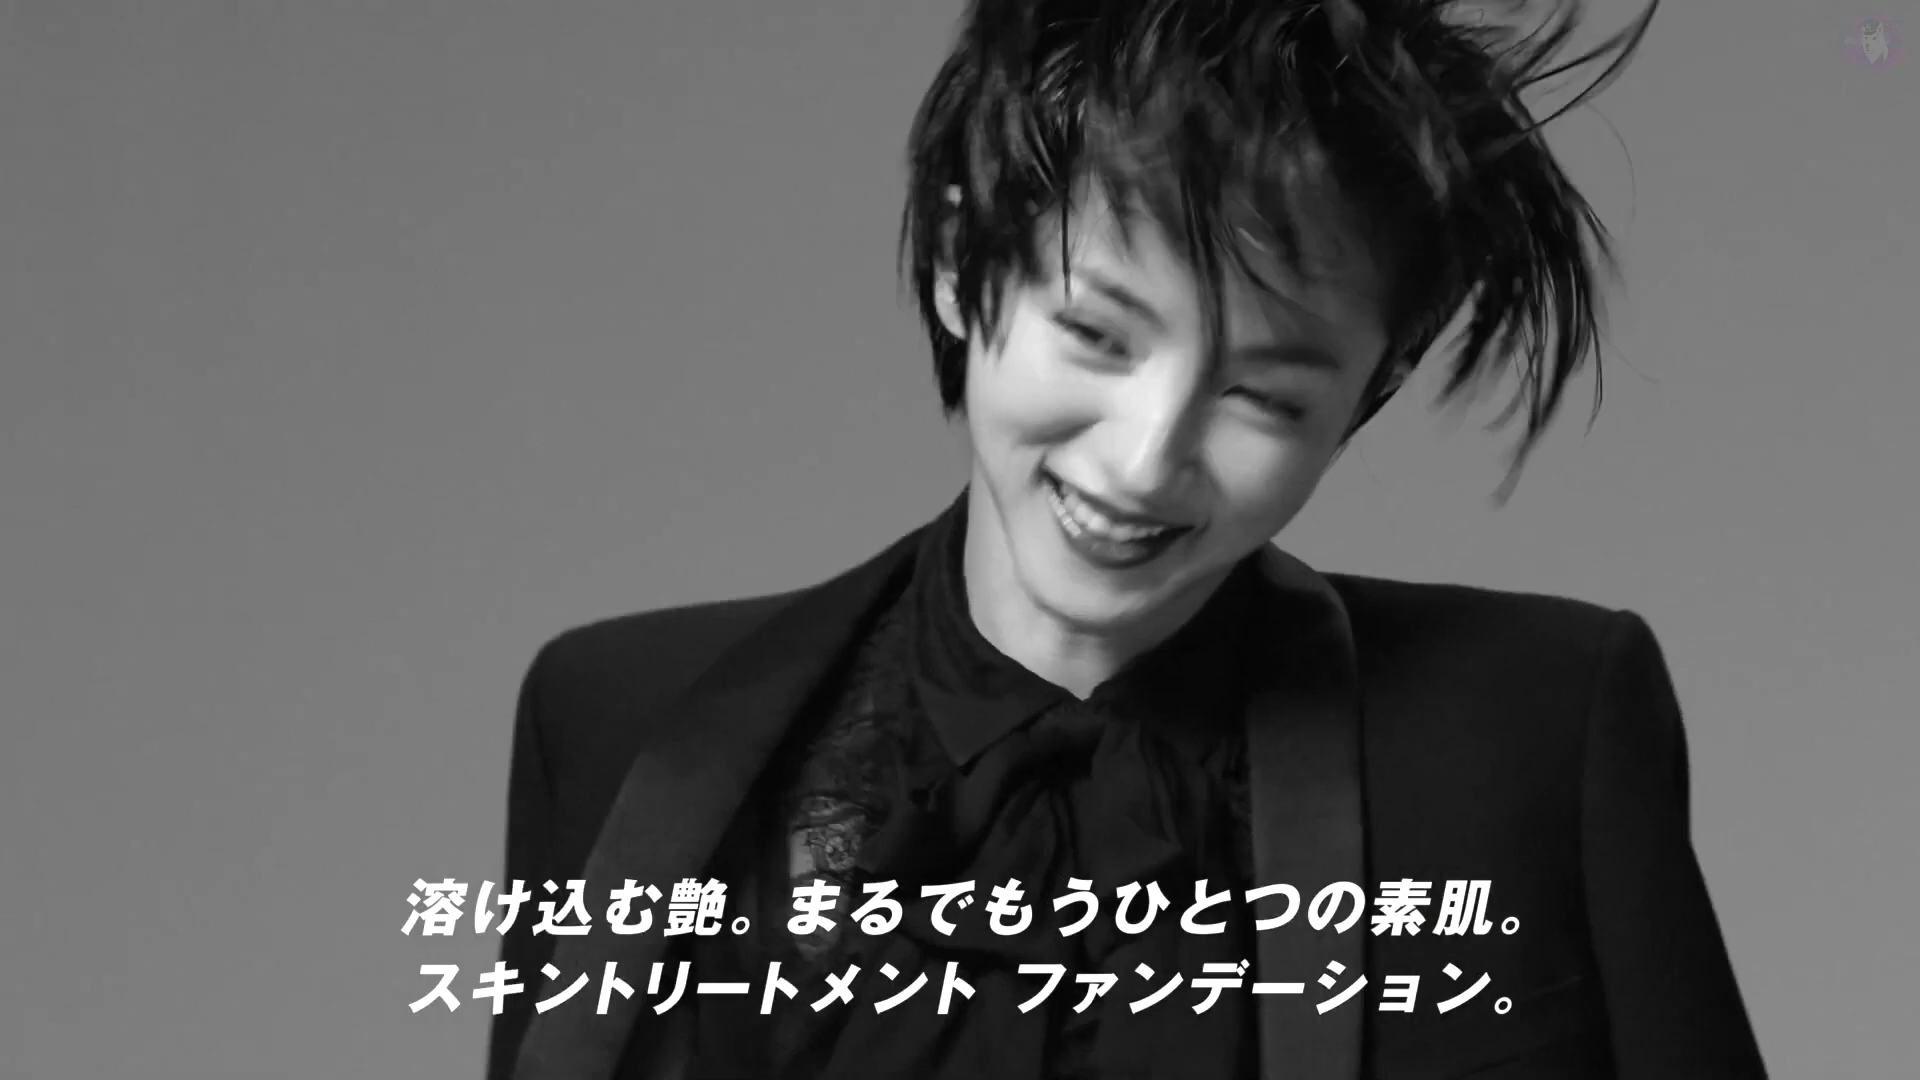 溶け込む艶。まるでもうひとつの素肌。
スキントリートメント ファンデーション。